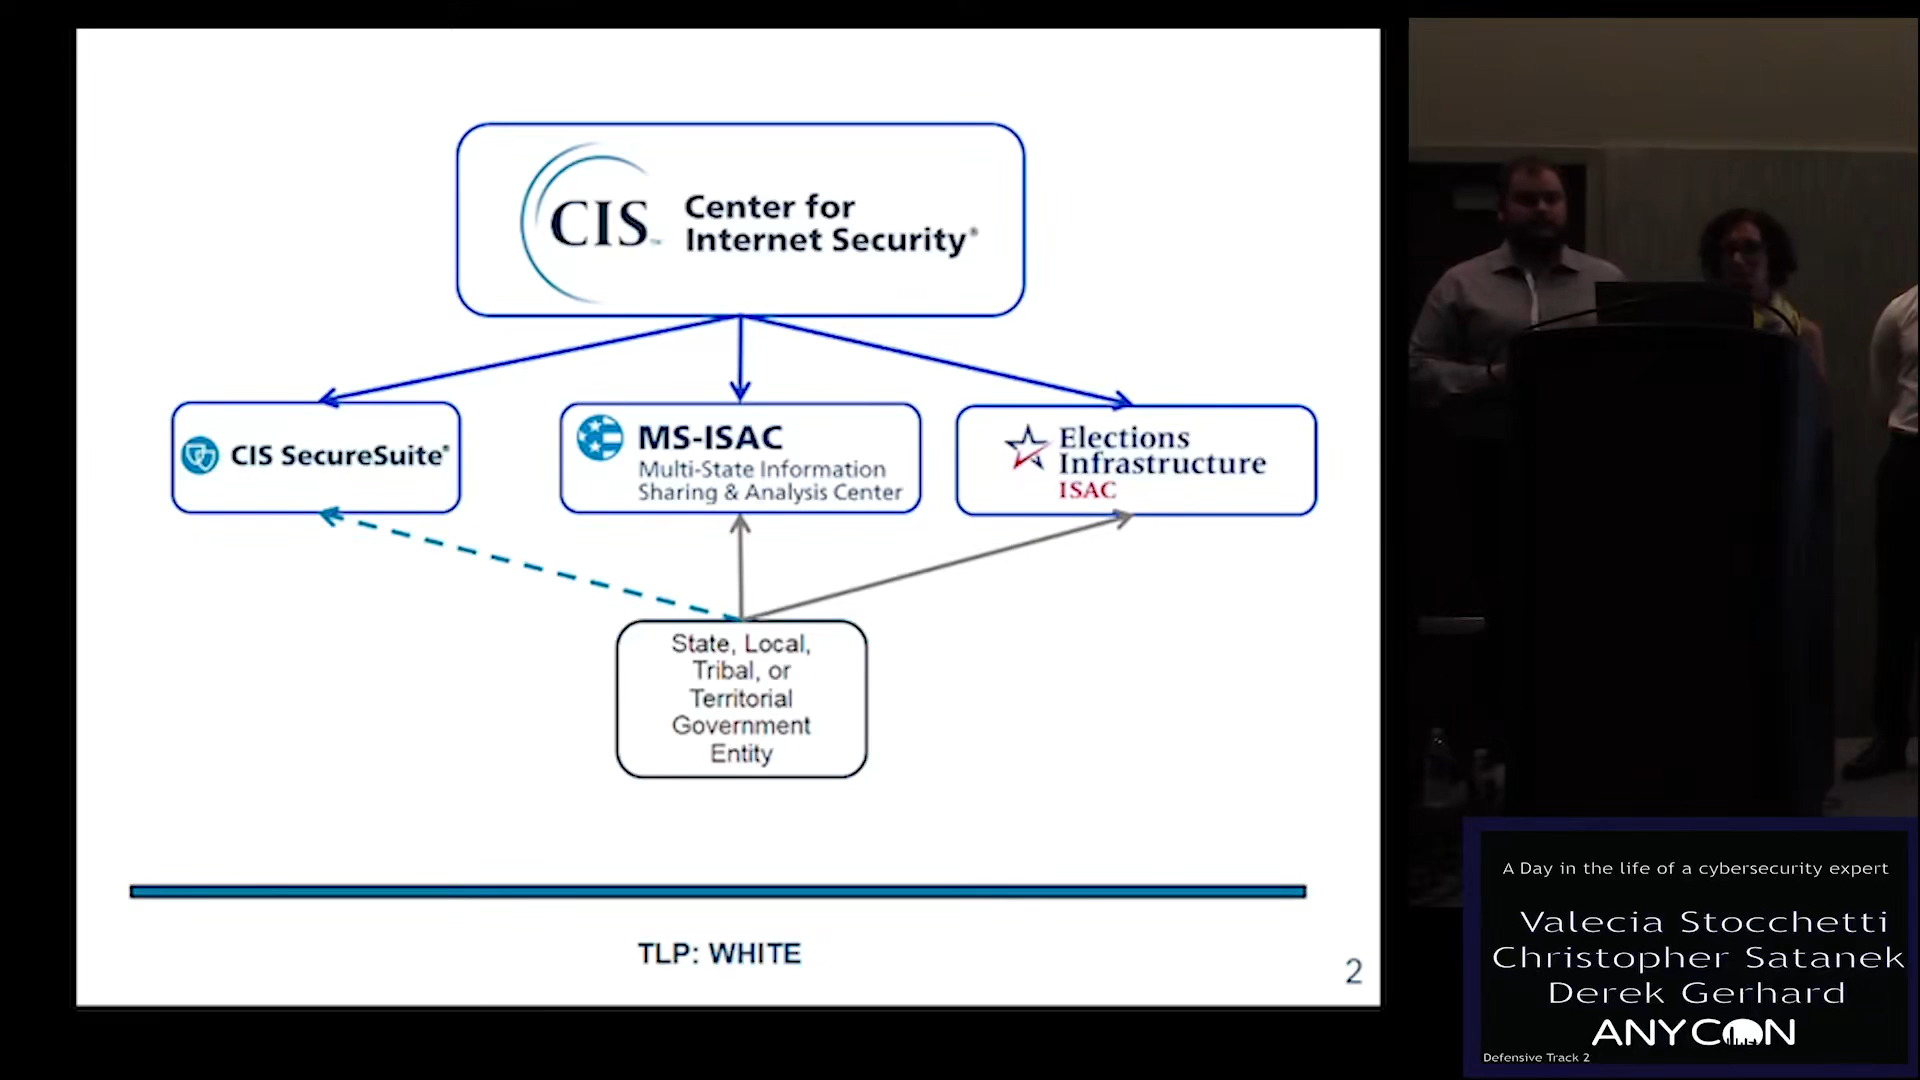 CIS™ Center for
Internet Security®
CIS SecureSuite®
MS-ISAC
Multi-State Information
Sharing & Analysis Center
Elections
Infrastructure
ISAC
State, Local,
Tribal, or
Territorial
Government
Entity
TLP: WHITE
2
A Day in the life of a cybersecurity expert
Valecia Stocchetti
Christopher Satanek
Derek Gerhard
ANYCON
Defensive Track 2